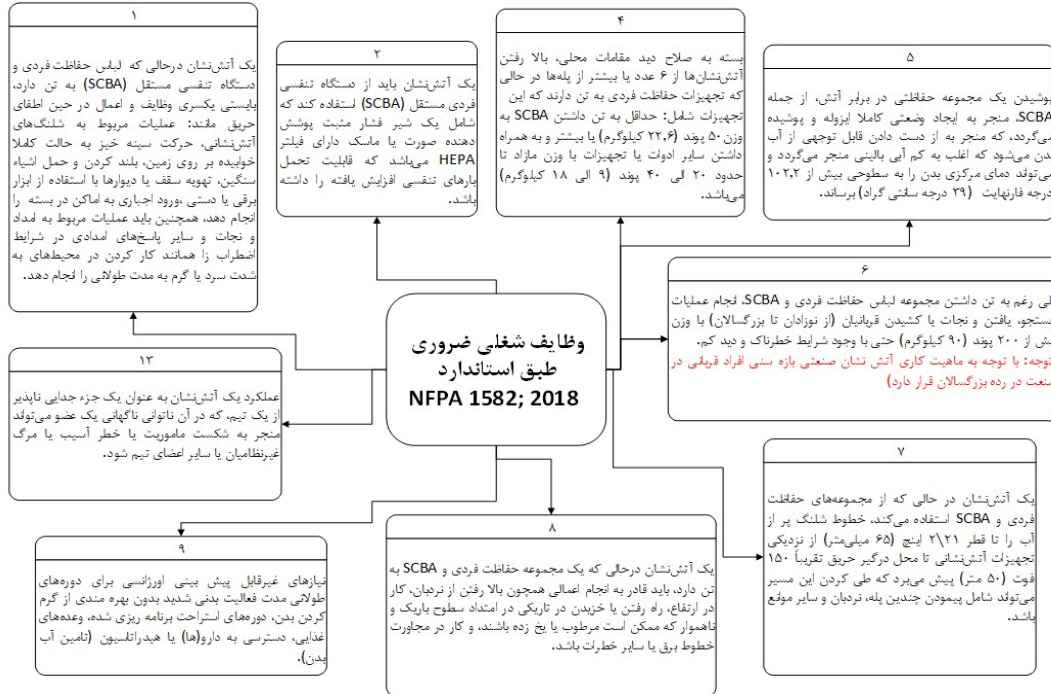 ۱
یک آتش‌نشان درحالی که لباس حفاظت فردی و
دستگاه تنفسی مستقل (SCBA) به تن دارد،
بایستی یکسری وظایف و اعمال در حین اطفای
حریق مانند: عملیات مربوط به شلنگ‌های
آتش‌نشانی، حرکت سینه خیز به حالت کاملا
خوابیده بر روی زمین، بلند کردن و حمل اشیاء
سنگین، تهویه سقف یا دیوارها با استفاده از ابزار
برقی یا دستی ،ورود اجباری به اماکن در بسته را
انجام دهد، همچنین باید عملیات مربوط به امداد
و نجات و سایر پاسخ‌های امدادی در شرایط
اضطراب زا همانند کار کردن در محیط‌های به
شدت سرد یا گرم به مدت طولانی را انجام دهد.
۲
یک آتش‌نشان باید از دستگاه تنفسی
فردی مستقل (SCBA) استفاده کند که
شامل یک شیر فشار مثبت پوشش
دهنده صورت یا ماسک دارای فیلتر
HEPA می‌باشد که قابلیت تحمل
بارهای تنفسی افزایش یافته را داشته
باشد.
۴
بسته به صلاح دید مقامات محلی، بالا رفتن
آتش‌نشان‌ها از ۶ عدد یا بیشتر از پله‌ها در حالی
که تجهیزات حفاظت فردی به تن دارند که این
تجهیزات شامل: حداقل به تن داشتن SCBA به
وزن ۵۰ پوند (۲۲,۶ کیلوگرم) یا بیشتر و به همراه
داشتن سایر ادوات یا تجهیزات با وزن مازاد تا
حدود ۲۰ الی ۴۰ پوند (۹ الی ۱۸ کیلوگرم)
می‌باشد.
۵
پوشیدن یک مجموعه حفاظتی در برابر آتش، از جمله
SCBA، منجر به ایجاد وضعتی کاملا ایزوله و پوشیده
می‌گردد، که منجر به از دست دادن قابل توجهی از آب
بدن می‌شود که اغلب به کم آبی بالینی منجر می‌گردد و
می‌تواند دمای مرکزی بدن را به سطوحی بیش از ۱۰۲,۲
درجه فارنهایت (۳۹ درجه سانتی گراد) برساند.
۶
علی رغم به تن داشتن مجموعه لباس حفاظت فردی و SCBA، انجام عملیات
جستجو، یافتن و نجات یا کشیدن قربانیان (از نوزادان تا بزرگسالان) با وزن
بیش از ۲۰۰ پوند (۹۰ کیلوگرم) حتی با وجود شرایط خطرناک و دید کم.
توجه: با توجه به ماهیت کاری آتش نشان صنعتی بازه سنی افراد قربانی در
صنعت در رده بزرگسالان قرار دارد)
وظایف شغلی ضروری
طبق استاندارد
NFPA 1582; 2018
۱۳
عملکرد یک آتش‌نشان به عنوان یک جزء جدایی ناپذیر
از یک تیم، که در آن ناتوانی ناگهانی یک عضو می‌تواند
منجر به شکست ماموریت یا خطر آسیب یا مرگ
غیرنظامیان یا سایر اعضای تیم شود.
۷
یک آتش‌نشان در حالی که از مجموعه‌های حفاظت
فردی و SCBA استفاده می‌کند، خطوط شلنگ پر از
آب را تا قطر ۲۱\۲ اینچ (۶۵ میلی‌متر) از نزدیکی
تجهیزات آتش‌نشانی تا محل درگیر حریق تقریباً ۱۵۰
فوت (۵۰ متر) پیش می‌برد که طی کردن این مسیر
می‌تواند شامل پیمودن چندین پله، نردبان و سایر موانع
باشد.
۸
یک آتش‌نشان درحالی که یک مجموعه حفاظت فردی و SCBA به
تن دارد، باید قادر به انجام اعمالی همچون بالا رفتن از نردبان، کار
در ارتفاع، راه رفتن یا خزیدن در تاریکی در امتداد سطوح باریک و
ناهموار که ممکن است مرطوب یا یخ زده باشند، و کار در مجاورت
خطوط برق یا سایر خطرات باشد.
۹
نیازهای غیرقابل پیش بینی اورژانسی برای دوره‌های
طولانی مدت فعالیت بدنی شدید بدون بهره مندی از گرم
کردن بدن، دوره‌های استراحت برنامه ریزی شده، وعده‌های
غذایی، دسترسی به دارو(ها) یا هیدراتاسیون (تامین آب
بدن).